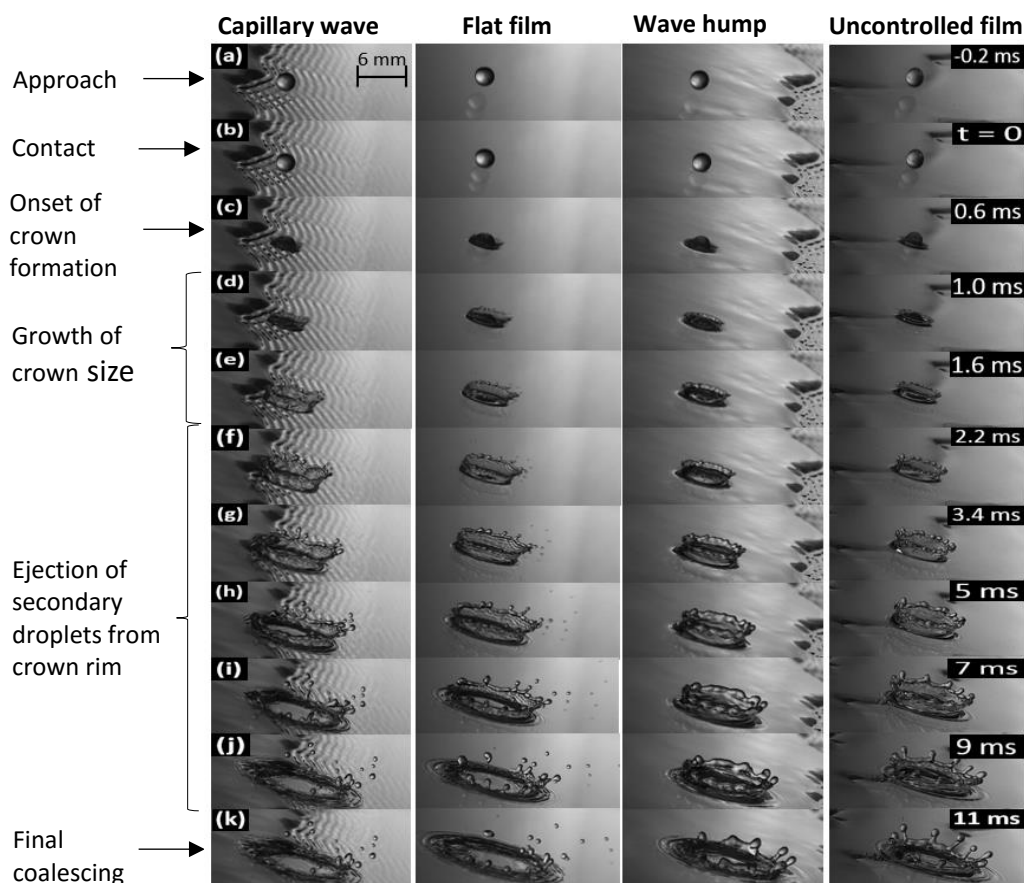 Capillary wave Flat film Wave hump Uncontrolled film
(a) 6 mm -0.2 ms
Approach
(b) t = 0
Contact
(c) 0.6 ms
Onset of
crown
formation
(d) 1.0 ms
Growth of
crown size
(e) 1.6 ms
(f) 2.2 ms
(g) 3.4 ms
Ejection of
secondary
droplets from
crown rim
(h) 5 ms
(i) 7 ms
(j) 9 ms
(k) 11 ms
Final
coalescing